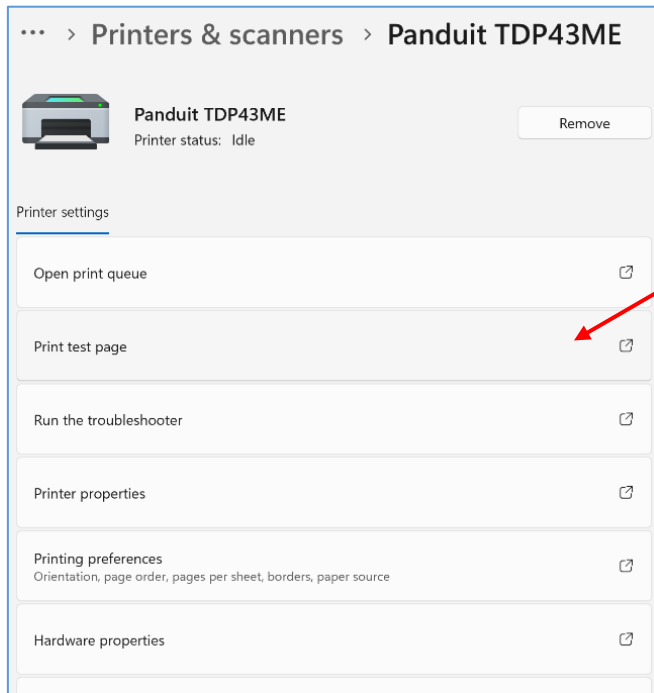 ··· > Printers & scanners > Panduit TDP43ME
Panduit TDP43ME
Printer status: Idle
Remove
Printer settings
Open print queue
Print test page
Run the troubleshooter
Printer properties
Printing preferences
Orientation, page order, pages per sheet, borders, paper source
Hardware properties